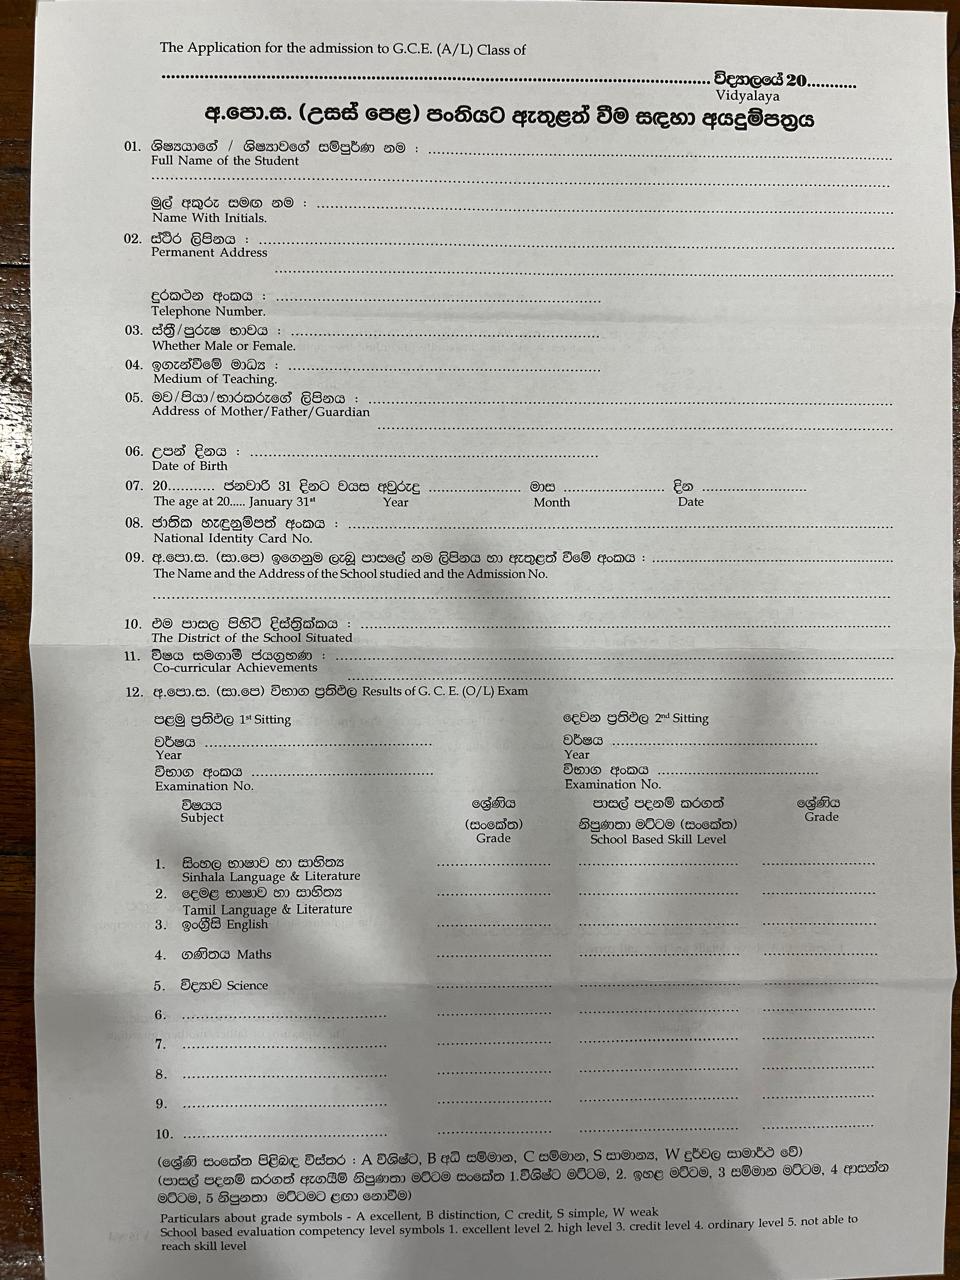 The Application for the admission to G.C.E. (A/L) Class of
........................................................................................................................ විද්‍යාලයේ 20...........
Vidyalaya
අ.පො.ස. (උසස් පෙළ) පංතියට ඇතුළත් වීම සඳහා අයදුම්පත්‍රය
01. ශිෂ්‍යයාගේ / ශිෂ්‍යාවගේ සම්පූර්ණ නම : ................................................................
Full Name of the Student
................................................................................................................................
මුල් අකුරු සමඟ නම : ................................................................................
Name With Initials.
02. ස්ථිර ලිපිනය : ................................................................................
Permanent Address
................................................................................
දුරකථන අංකය : ............................................................
Telephone Number.
03. ස්ත්‍රී/පුරුෂ භාවය : ............................................................
Whether Male or Female.
04. ඉගැන්වීමේ මාධ්‍ය : ............................................................
Medium of Teaching.
05. මව/පියා/භාරකරුගේ ලිපිනය : ................................................................................
Address of Mother/Father/Guardian
................................................................................
06. උපන් දිනය : ............................................................
Date of Birth
07. 20........... ජනවාරි 31 දිනට වයස අවුරුදු ...................... මාස ........................ දින ........................
The age at 20..... January 31st Year Month Date
08. ජාතික හැඳුනුම්පත් අංකය : ................................................................................
National Identity Card No.
09. අ.පො.ස. (සා.පෙ) ඉගෙනුම ලැබූ පාසලේ නම ලිපිනය හා ඇතුළත් වීමේ අංකය : ............................................................
The Name and the Address of the School studied and the Admission No.
................................................................................................................................
10. එම පාසල පිහිටි දිස්ත්‍රික්කය : ................................................................................
The District of the School Situated
11. විෂය සමගාමී ජයග්‍රහණ : ................................................................................
Co-curricular Achievements ................................................................................
12. අ.පො.ස. (සා.පෙ) විභාග ප්‍රතිඵල Results of G. C. E. (O/L) Exam
පළමු ප්‍රතිඵල 1st Sitting දෙවන ප්‍රතිඵල 2nd Sitting
වර්ෂය ................................................ වර්ෂය ................................................
Year Year
විභාග අංකය ........................................ විභාග අංකය ........................................
Examination No. Examination No.
විෂයය ශ්‍රේණිය පාසල් පදනම් කරගත් ශ්‍රේණිය
Subject (සංකේත) නිපුණතා මට්ටම (සංකේත) Grade
Grade School Based Skill Level
1. සිංහල භාෂාව හා සාහිත්‍ය ........................ .................................. ........................
Sinhala Language & Literature
2. දෙමළ භාෂාව හා සාහිත්‍ය ........................ .................................. ........................
Tamil Language & Literature
3. ඉංග්‍රීසි English ........................ .................................. ........................
4. ගණිතය Maths ........................ .................................. ........................
5. විද්‍යාව Science ........................ .................................. ........................
6. ............................................ ........................ .................................. ........................
7. ............................................ ........................ .................................. ........................
8. ............................................ ........................ .................................. ........................
9. ............................................ ........................ .................................. ........................
10. ............................................ ........................ .................................. ........................
(ශ්‍රේණි සංකේත පිළිබඳ විස්තර : A විශිෂ්ට, B අධි සම්මාන, C සම්මාන, S සාමාන්‍ය, W දුර්වල සාමාර්ථ වේ)
(පාසල් පදනම් කරගත් ඇගයීම් නිපුණතා මට්ටම සංකේත 1.විශිෂ්ට මට්ටම, 2. ඉහළ මට්ටම, 3 සම්මාන මට්ටම, 4 ආසන්න
මට්ටම, 5 නිපුනතා මට්ටමට ළඟා නොවීම)
Particulars about grade symbols - A excellent, B distinction, C credit, S simple, W weak
School based evaluation competency level symbols 1. excellent level 2. high level 3. credit level 4. ordinary level 5. not able to
reach skill level